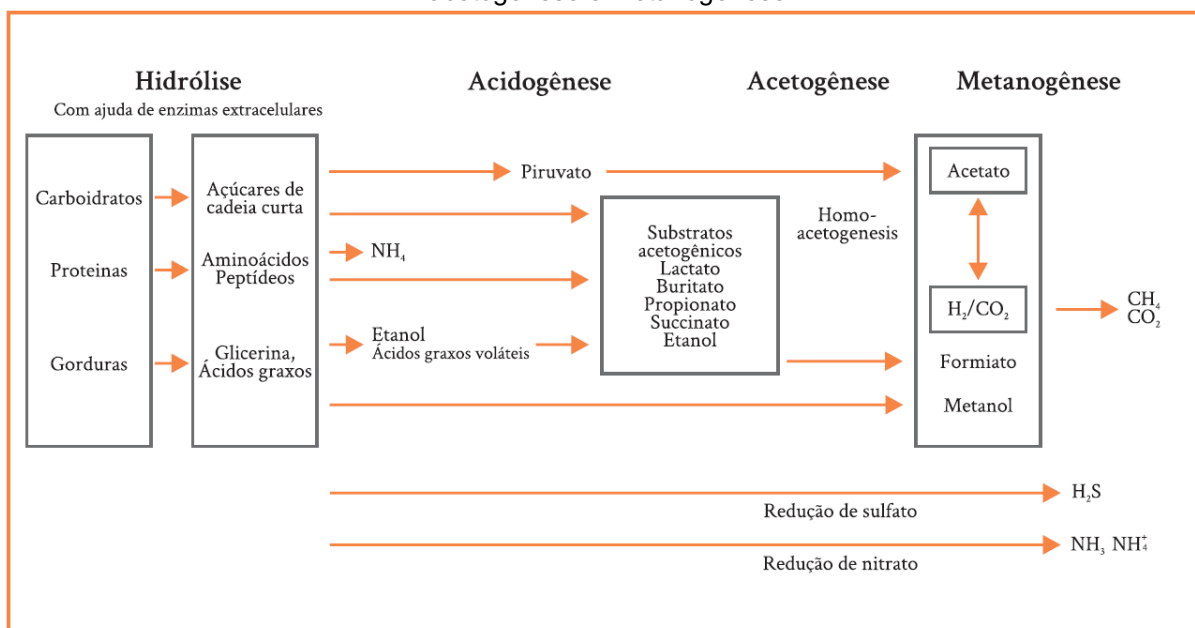 Hidrólise
Com ajuda de enzimas extracelulares
Acidogênese
Acetogênese
Metanogênese
Carboidratos
Proteinas
Gorduras
Açúcares de
cadeia curta
Aminoácidos
Peptídeos
Glicerina,
Ácidos graxos
Piruvato
NH₄
Etanol
Ácidos graxos voláteis
Substratos
acetogênicos
Lactato
Buritato
Propionato
Succinato
Etanol
Homo-
acetogenesis
Acetato
H₂/CO₂
Formiato
Metanol
CH₄
CO₂
Redução de sulfato
H₂S
Redução de nitrato
NH₃ NH₄⁺